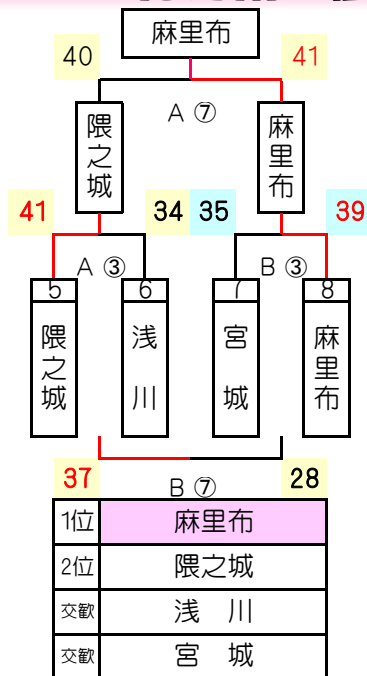 麻里布
40 41
A ⑦
隈之城 麻里布
41 34 35 39
A ③ B ③
5 6 7 8
隈之城 浅川 宮城 麻里布
37 28
B ⑦
1位 麻里布
2位 隈之城
交歓 浅 川
交歓 宮 城